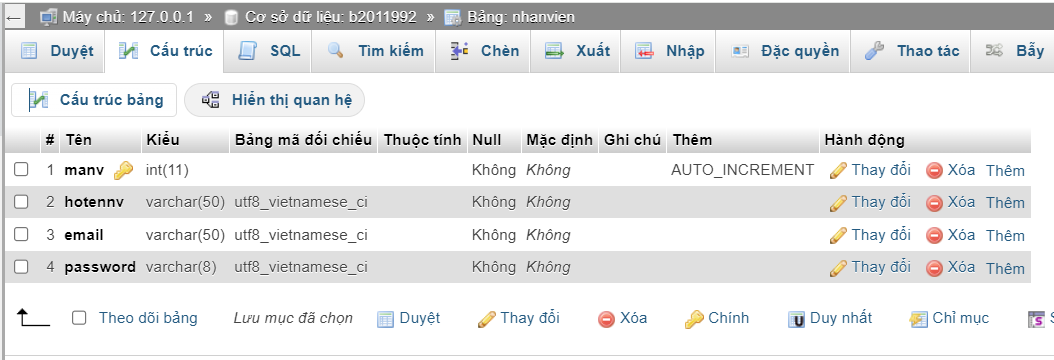 Máy chủ: 127.0.0.1 » Cơ sở dữ liệu: b2011992 » Bảng: nhanvien
Duyệt Cấu trúc SQL Tìm kiếm Chèn Xuất Nhập Đặc quyền Thao tác Bẫy
Cấu trúc bảng Hiển thị quan hệ
# Tên Kiểu Bảng mã đối chiếu Thuộc tính Null Mặc định Ghi chú Thêm Hành động
1 manv int(11) Không Không AUTO_INCREMENT Thay đổi Xóa Thêm
2 hotennv varchar(50) utf8_vietnamese_ci Không Không Thay đổi Xóa Thêm
3 email varchar(50) utf8_vietnamese_ci Không Không Thay đổi Xóa Thêm
4 password varchar(8) utf8_vietnamese_ci Không Không Thay đổi Xóa Thêm
Theo dõi bảng Lưu mục đã chọn Duyệt Thay đổi Xóa Chính Duy nhất Chỉ mục